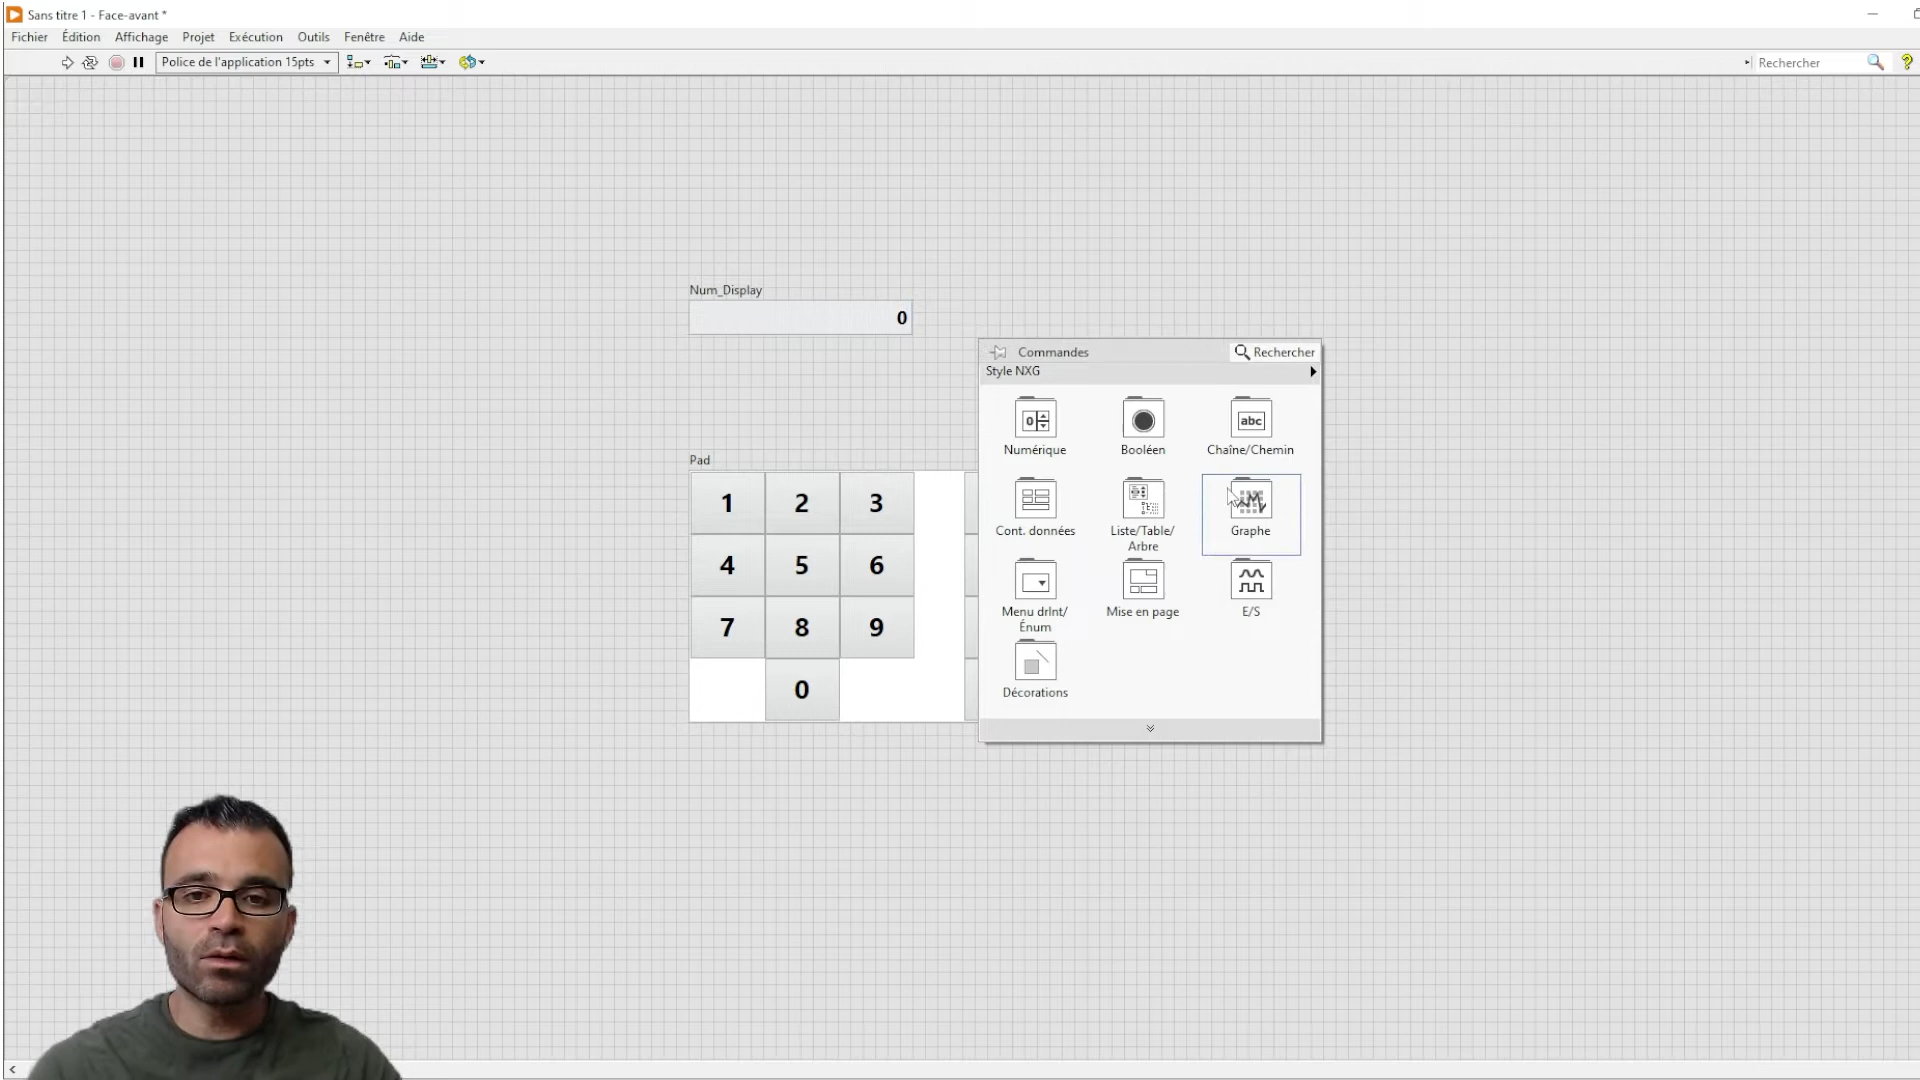 Sans titre 1 - Face-avant *
Fichier Édition Affichage Projet Exécution Outils Fenêtre Aide
Police de l'application 15pts
Rechercher
?
Num_Display
0
Commandes Rechercher
Style NXG
0 abc
Numérique Booléen Chaîne/Chemin
Cont. données Liste/Table/ Graphe
Arbre
Menu drlnt/ Mise en page E/S
Énum
Décorations
Pad
1 2 3
4 5 6
7 8 9
0